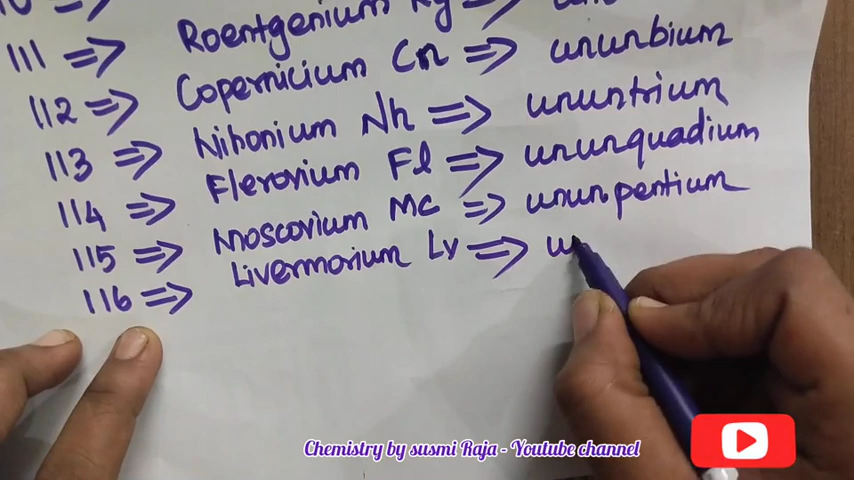 111 ⇒ Roentgenium Rg ⇒
112 ⇒ Copernicium Cn ⇒ ununbium
113 ⇒ Nihonium Nh ⇒ ununtrium
114 ⇒ Flerovium Fl ⇒ ununquadium
115 ⇒ Moscovium Mc ⇒ ununpentium
116 ⇒ Livermorium Lv ⇒ u
Chemistry by susmi Raja - Youtube channel